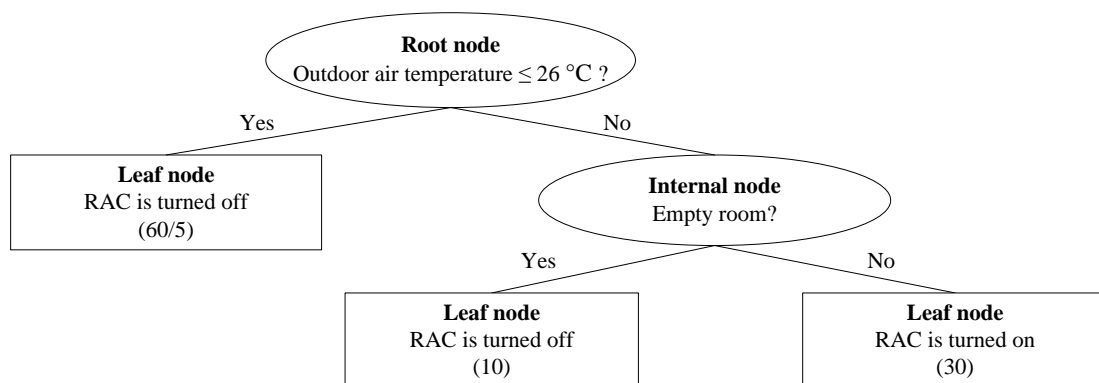 Root node
Outdoor air temperature ≤ 26 °C ?
Yes
No
Leaf node
RAC is turned off
(60/5)
Internal node
Empty room?
Yes
No
Leaf node
RAC is turned off
(10)
Leaf node
RAC is turned on
(30)